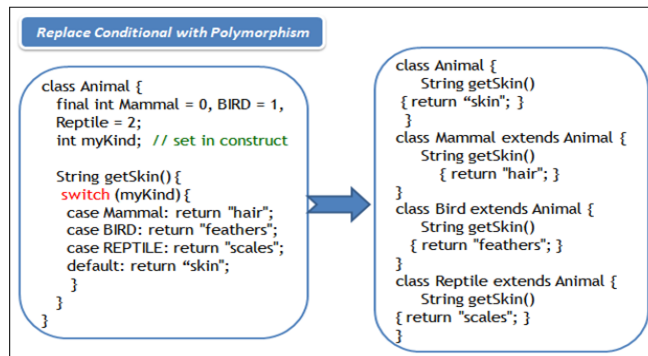 Replace Conditional with Polymorphism
class Animal {
final int Mammal = 0, BIRD = 1,
Reptile = 2;
int myKind; // set in construct
String getSkin() {
switch (myKind) {
case Mammal: return "hair";
case BIRD: return "feathers";
case REPTILE: return "scales";
default: return “skin";
}
}
}
class Animal {
String getSkin()
{ return “skin"; }
}
class Mammal extends Animal {
String getSkin()
{ return "hair"; }
}
class Bird extends Animal {
String getSkin()
{ return "feathers"; }
}
class Reptile extends Animal {
String getSkin()
{ return "scales"; }
}